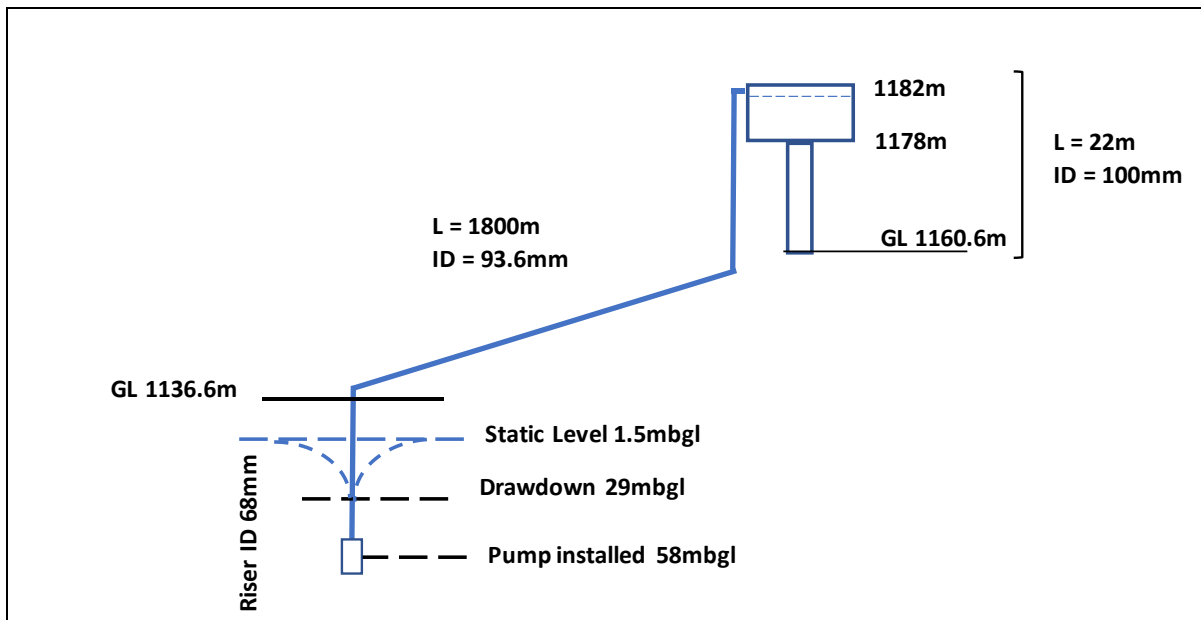 1182m
1178m
L = 22m
ID = 100mm
L = 1800m
ID = 93.6mm
GL 1160.6m
GL 1136.6m
Static Level 1.5mbgl
Drawdown 29mbgl
Riser ID 68mm
Pump installed 58mbgl